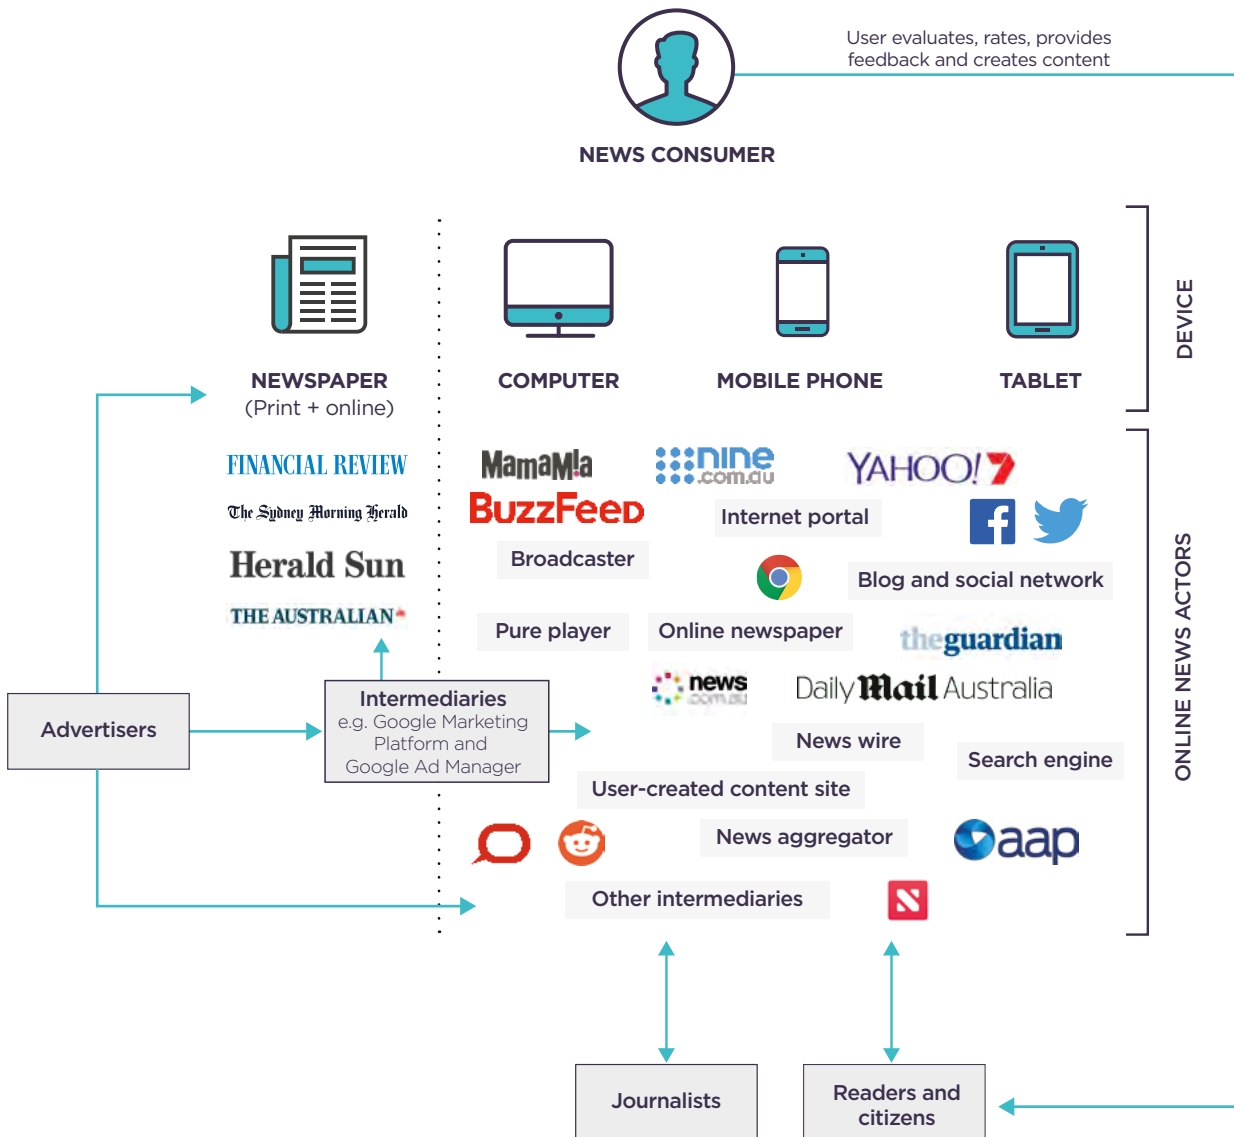 User evaluates, rates, provides
feedback and creates content
NEWS CONSUMER
DEVICE
NEWSPAPER
(Print + online)
COMPUTER
MOBILE PHONE
TABLET
FINANCIAL REVIEW
The Sydney Morning Herald
Herald Sun
THE AUSTRALIAN
MamaM!a
BuzzFeed
nine
.com.au
YAHOO!7
Internet portal
Broadcaster
Blog and social network
Pure player
Online newspaper
theguardian
news
.com.au
Daily Mail Australia
ONLINE NEWS ACTORS
Advertisers
Intermediaries
e.g. Google Marketing
Platform and
Google Ad Manager
News wire
Search engine
User-created content site
News aggregator
aap
Other intermediaries
N
Journalists
Readers and
citizens